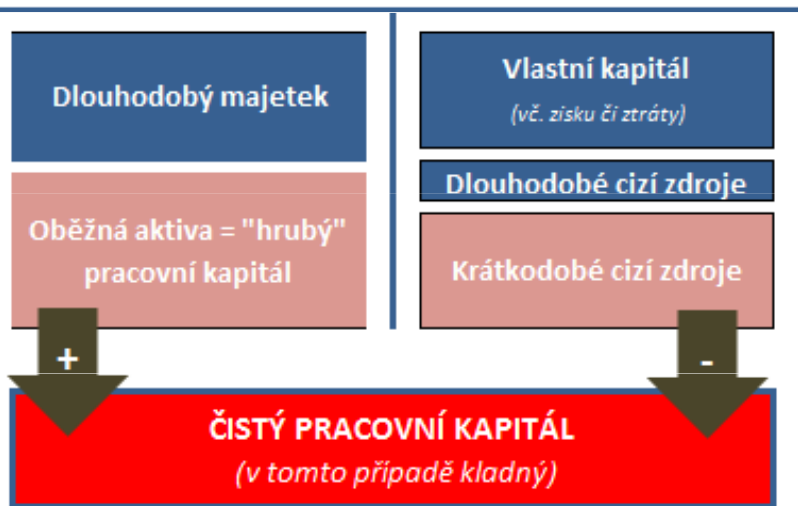 Dlouhodobý majetek
Oběžná aktiva = "hrubý"
pracovní kapitál
Vlastní kapitál
(vč. zisku či ztráty)
Dlouhodobé cizí zdroje
Krátkodobé cizí zdroje
+
-
ČISTÝ PRACOVNÍ KAPITÁL
(v tomto případě kladný)